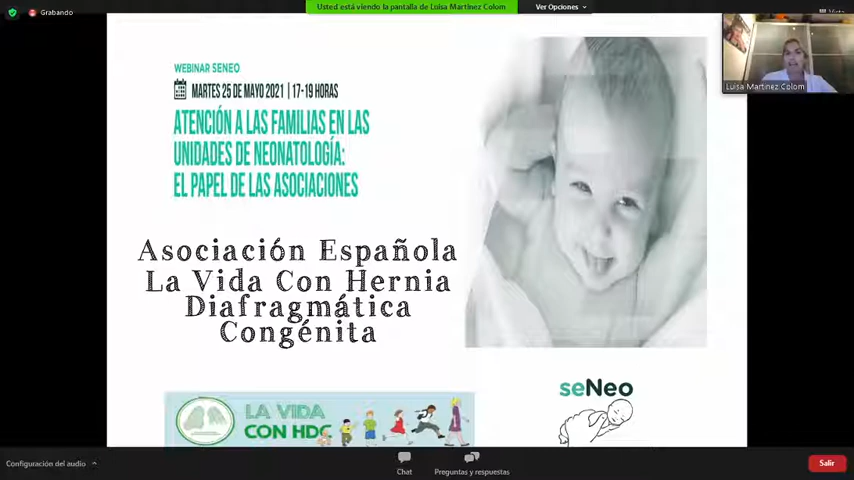 Grabando
Usted está viendo la pantalla de Luisa Martínez Colom
Ver Opciones
Vista
Luisa Martínez Colom
WEBINAR SENEO
MARTES 25 DE MAYO 2021 | 17-19 HORAS
ATENCIÓN A LAS FAMILIAS EN LAS
UNIDADES DE NEONATOLOGÍA:
EL PAPEL DE LAS ASOCIACIONES
Asociación Española
La Vida Con Hernia
Diafragmática
Congénita
LA VIDA
CON HDC
seNeo
Configuración del audio
Chat
Preguntas y respuestas
Salir